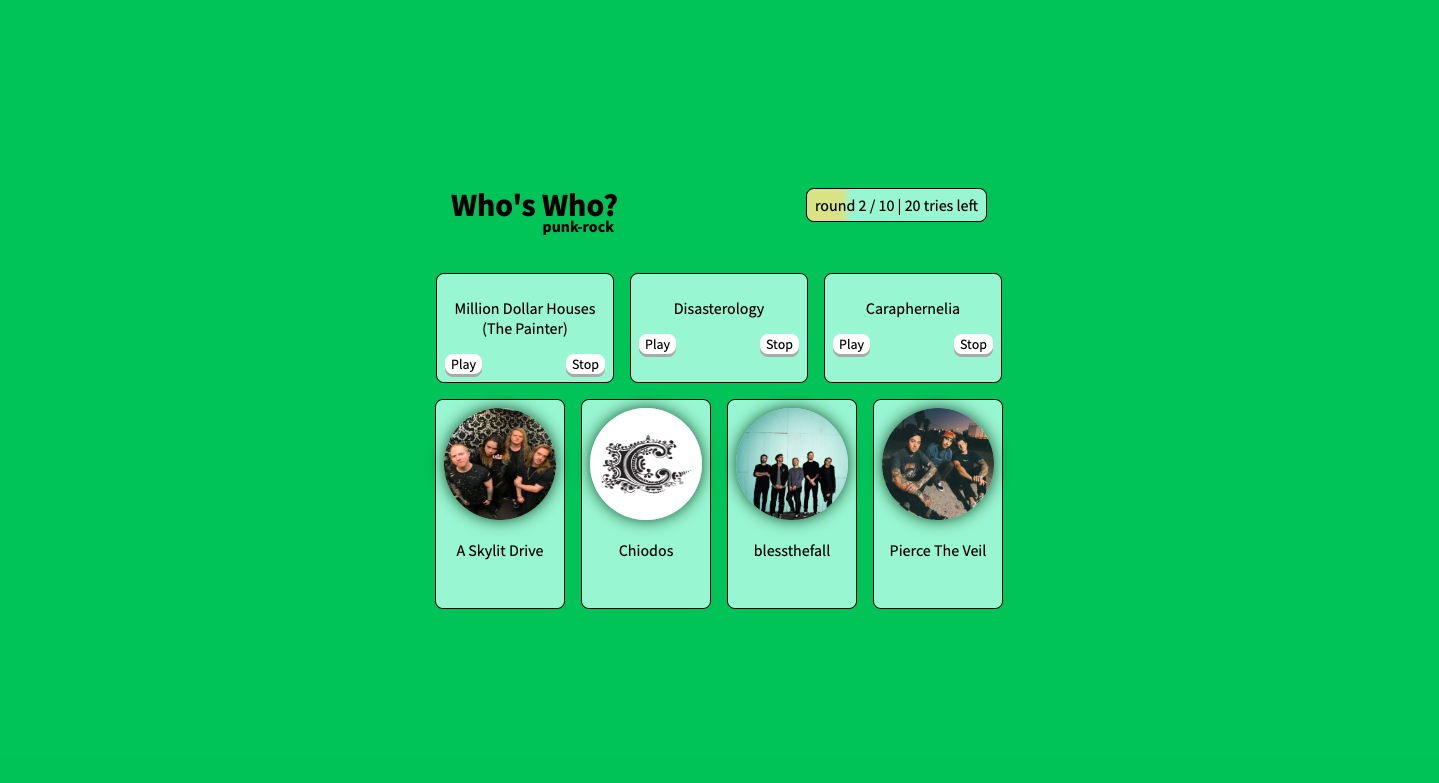 Who's Who?
punk-rock
round 2 / 10 | 20 tries left
Million Dollar Houses
(The Painter)
Play
Stop
Disasterology
Play
Stop
Caraphernelia
Play
Stop
C
A Skylit Drive
Chiodos
blessthefall
Pierce The Veil